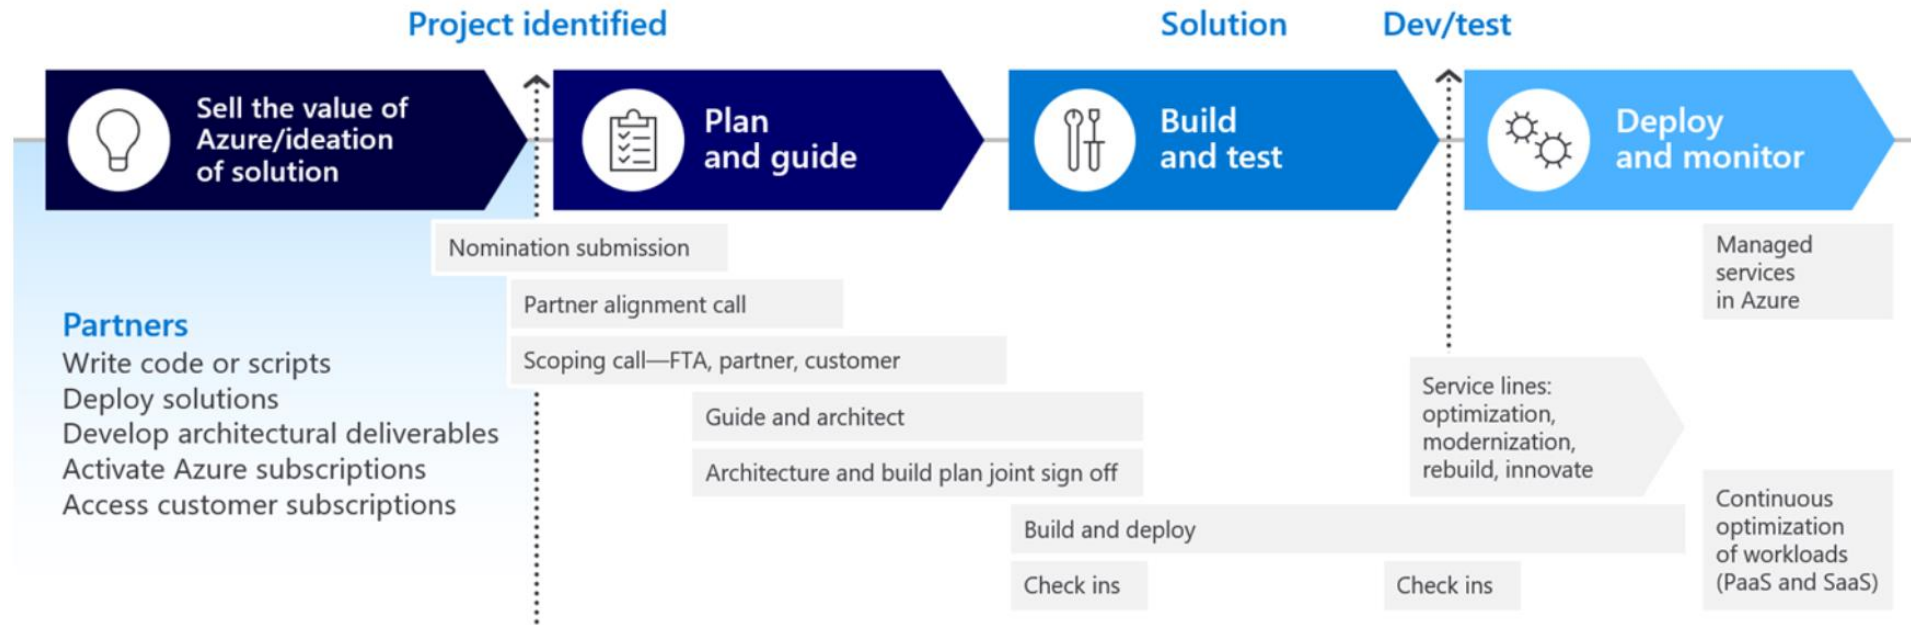 Project identified
Solution
Dev/test
Sell the value of
Azure/ideation
of solution
Plan
and guide
Build
and test
Deploy
and monitor
Nomination submission
Partner alignment call
Scoping call—FTA, partner, customer
Guide and architect
Architecture and build plan joint sign off
Build and deploy
Check ins
Check ins
Partners
Write code or scripts
Deploy solutions
Develop architectural deliverables
Activate Azure subscriptions
Access customer subscriptions
Service lines:
optimization,
modernization,
rebuild, innovate
Managed
services
in Azure
Continuous
optimization
of workloads
(PaaS and SaaS)